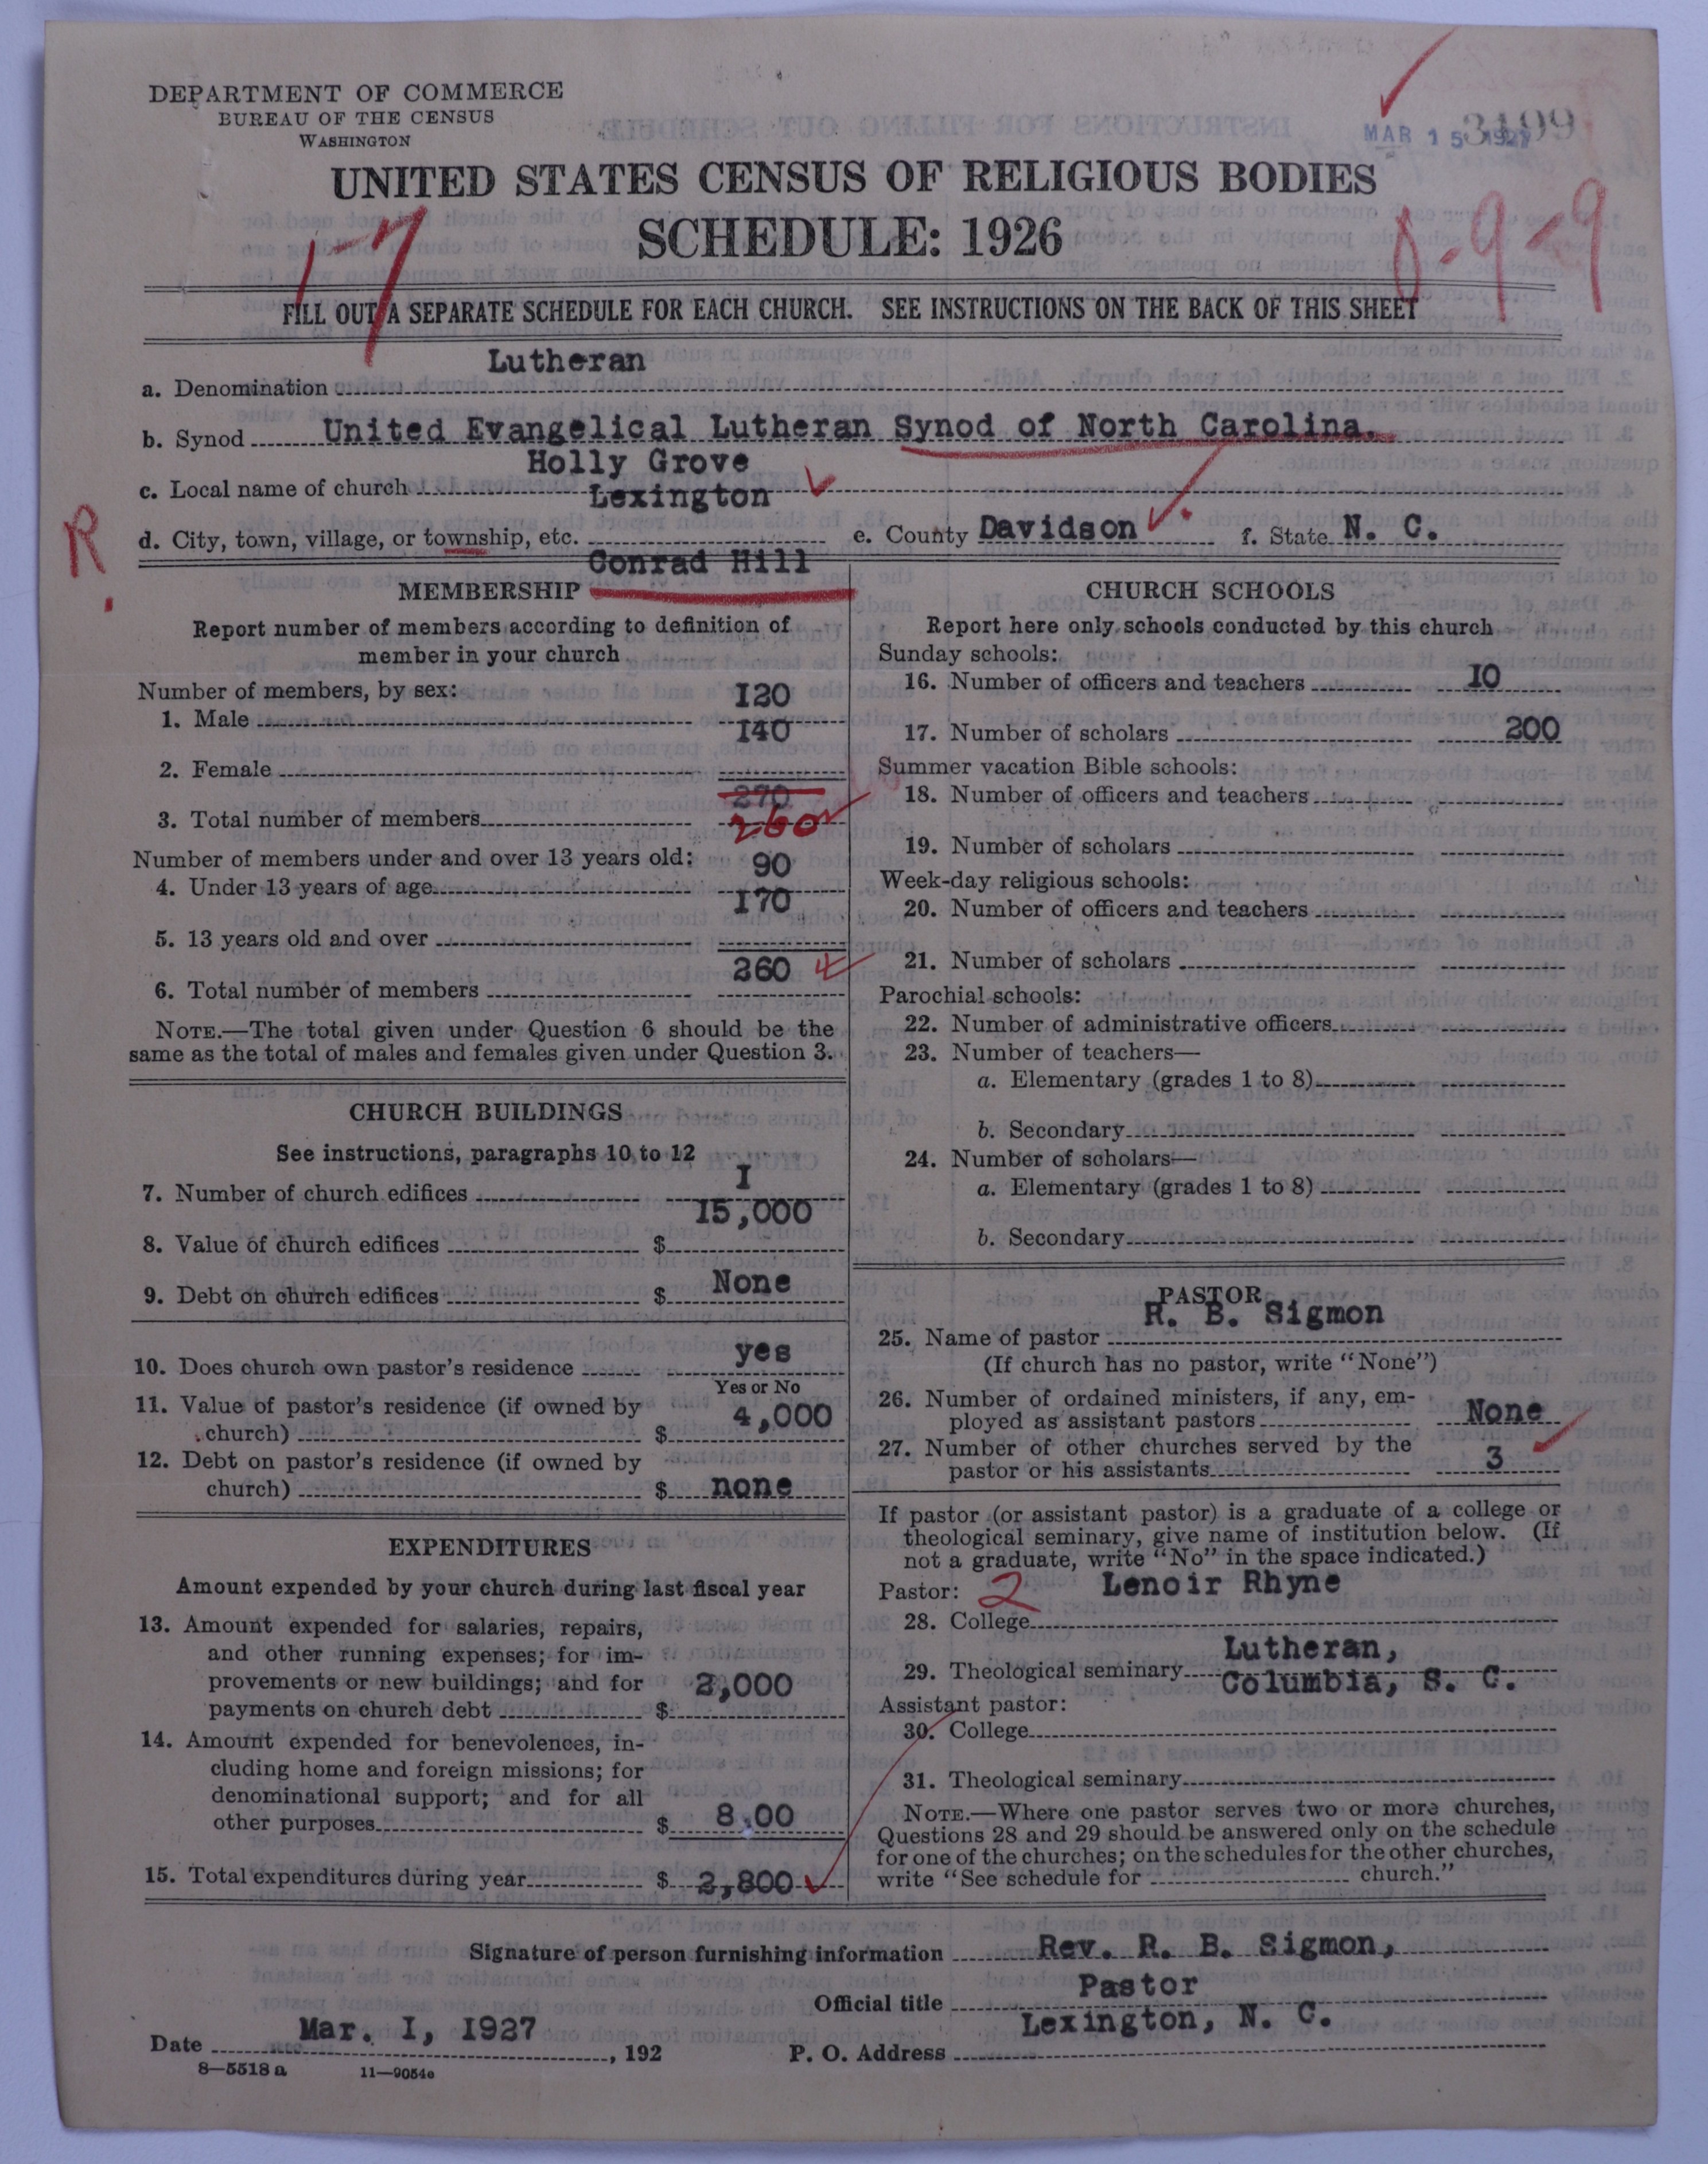 DEPARTMENT OF COMMERCE
BUREAU OF THE CENSUS
WASHINGTON
MAR 15 1927
3499
UNITED STATES CENSUS OF RELIGIOUS BODIES
SCHEDULE: 1926
1-7
FILL OUT A SEPARATE SCHEDULE FOR EACH CHURCH. SEE INSTRUCTIONS ON THE BACK OF THIS SHEET
a. Denomination Lutheran
b. Synod United Evangelical Lutheran Synod of North Carolina.
c. Local name of church Holly Grove
R.
d. City, town, village, or township, etc. Lexington
Conrad Hill
e. County Davidson f. State N. C.
MEMBERSHIP
Report number of members according to definition of
member in your church
Number of members, by sex:
1. Male 120
2. Female 140
3. Total number of members 270
260
Number of members under and over 13 years old:
4. Under 13 years of age 90
5. 13 years old and over 170
6. Total number of members 260
NOTE.—The total given under Question 6 should be the
same as the total of males and females given under Question 3.
CHURCH BUILDINGS
See instructions, paragraphs 10 to 12
7. Number of church edifices I
8. Value of church edifices $ 15,000
9. Debt on church edifices $ None
10. Does church own pastor's residence yes
Yes or No
11. Value of pastor's residence (if owned by
church) $ 4,000
12. Debt on pastor's residence (if owned by
church) $ none
EXPENDITURES
Amount expended by your church during last fiscal year
13. Amount expended for salaries, repairs,
and other running expenses; for im-
provements or new buildings; and for
payments on church debt $ 2,000
14. Amount expended for benevolences, in-
cluding home and foreign missions; for
denominational support; and for all
other purposes $ 8.00
15. Total expenditures during year $ 2,800
CHURCH SCHOOLS
Report here only schools conducted by this church
Sunday schools:
16. Number of officers and teachers 10
17. Number of scholars 200
Summer vacation Bible schools:
18. Number of officers and teachers
19. Number of scholars
Week-day religious schools:
20. Number of officers and teachers
21. Number of scholars
Parochial schools:
22. Number of administrative officers
23. Number of teachers—
a. Elementary (grades 1 to 8)
b. Secondary
24. Number of scholars—
a. Elementary (grades 1 to 8)
b. Secondary
PASTOR
25. Name of pastor R. B. Sigmon
(If church has no pastor, write "None")
26. Number of ordained ministers, if any, em-
ployed as assistant pastors None
27. Number of other churches served by the
pastor or his assistants 3
If pastor (or assistant pastor) is a graduate of a college or
theological seminary, give name of institution below. (If
not a graduate, write "No" in the space indicated.)
Pastor: 2
28. College Lenoir Rhyne
29. Theological seminary Lutheran,
Columbia, S. C.
Assistant pastor:
30. College
31. Theological seminary
NOTE.—Where one pastor serves two or more churches,
Questions 28 and 29 should be answered only on the schedule
for one of the churches; on the schedules for the other churches,
write "See schedule for church."
Signature of person furnishing information Rev. R. B. Sigmon,
Official title Pastor
Date Mar. I, 1927, 192
P. O. Address Lexington, N. C.
8—5518 a 11—9054e